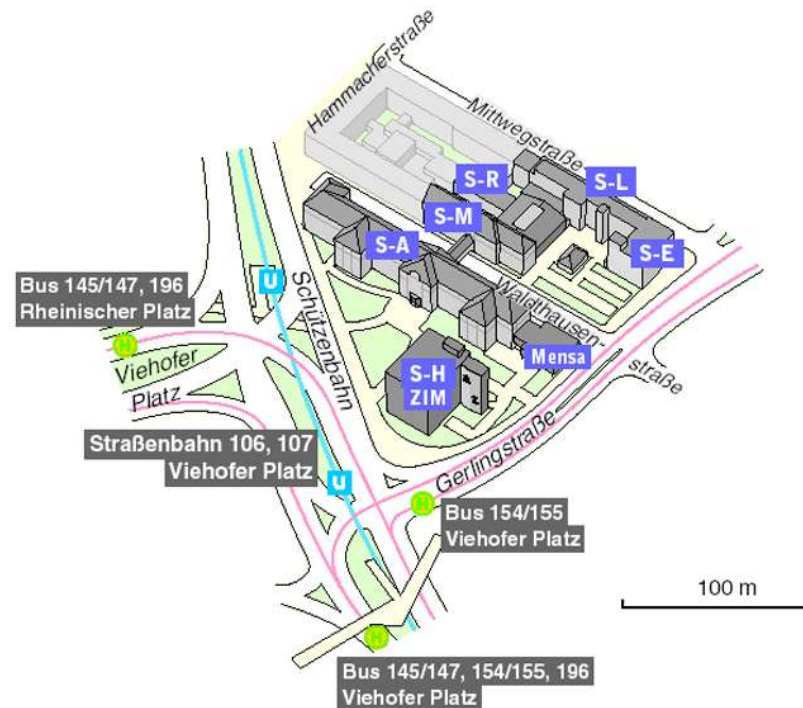 Hammacherstraße
Mittwegstraße
S-R
S-L
S-M
S-A
S-E
Bus 145/147, 196
Rheinischer Platz
U
Schützenbahn
Waldthausen-
straße
H
Viehofer
Platz
S-H
ZIM
Mensa
Straßenbahn 106, 107
Viehofer Platz
U
Gerlingstraße
H
Bus 154/155
Viehofer Platz
100 m
H
Bus 145/147, 154/155, 196
Viehofer Platz